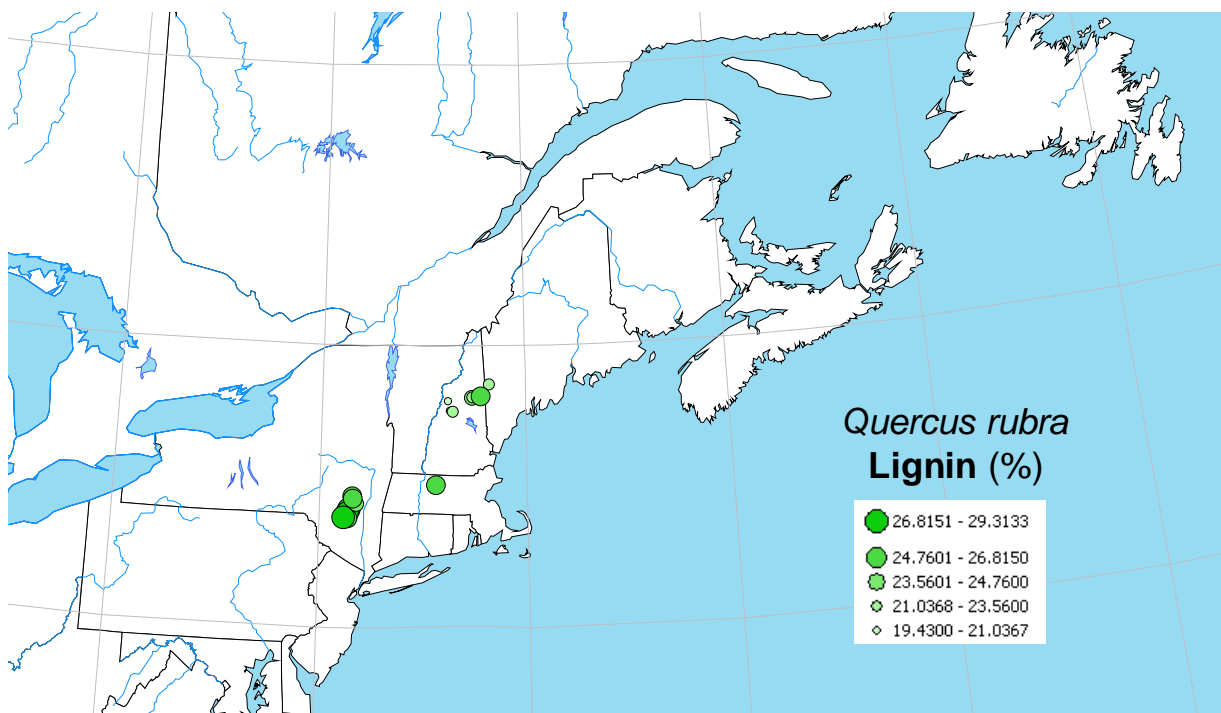 Quercus rubra
Lignin (%)
26.8151 - 29.3133
24.7601 - 26.8150
23.5601 - 24.7600
21.0368 - 23.5600
19.4300 - 21.0367